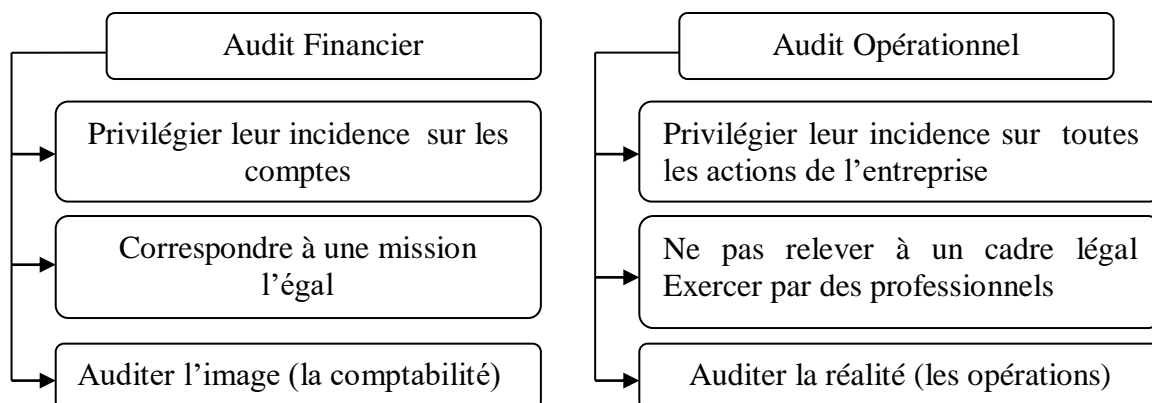 Audit Financier
Privilégier leur incidence sur les
comptes
Correspondre à une mission
l’égal
Auditer l’image (la comptabilité)
Audit Opérationnel
Privilégier leur incidence sur toutes
les actions de l’entreprise
Ne pas relever à un cadre légal
Exercer par des professionnels
Auditer la réalité (les opérations)